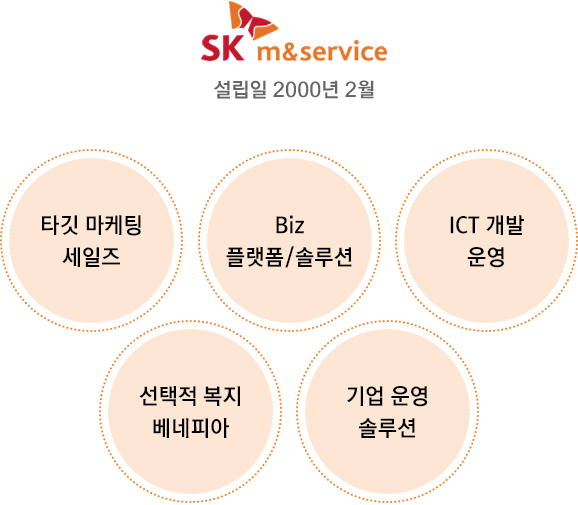 SK m&service
설립일 2000년 2월
타깃 마케팅
세일즈
Biz
플랫폼/솔루션
ICT 개발
운영
선택적 복지
베네피아
기업 운영
솔루션